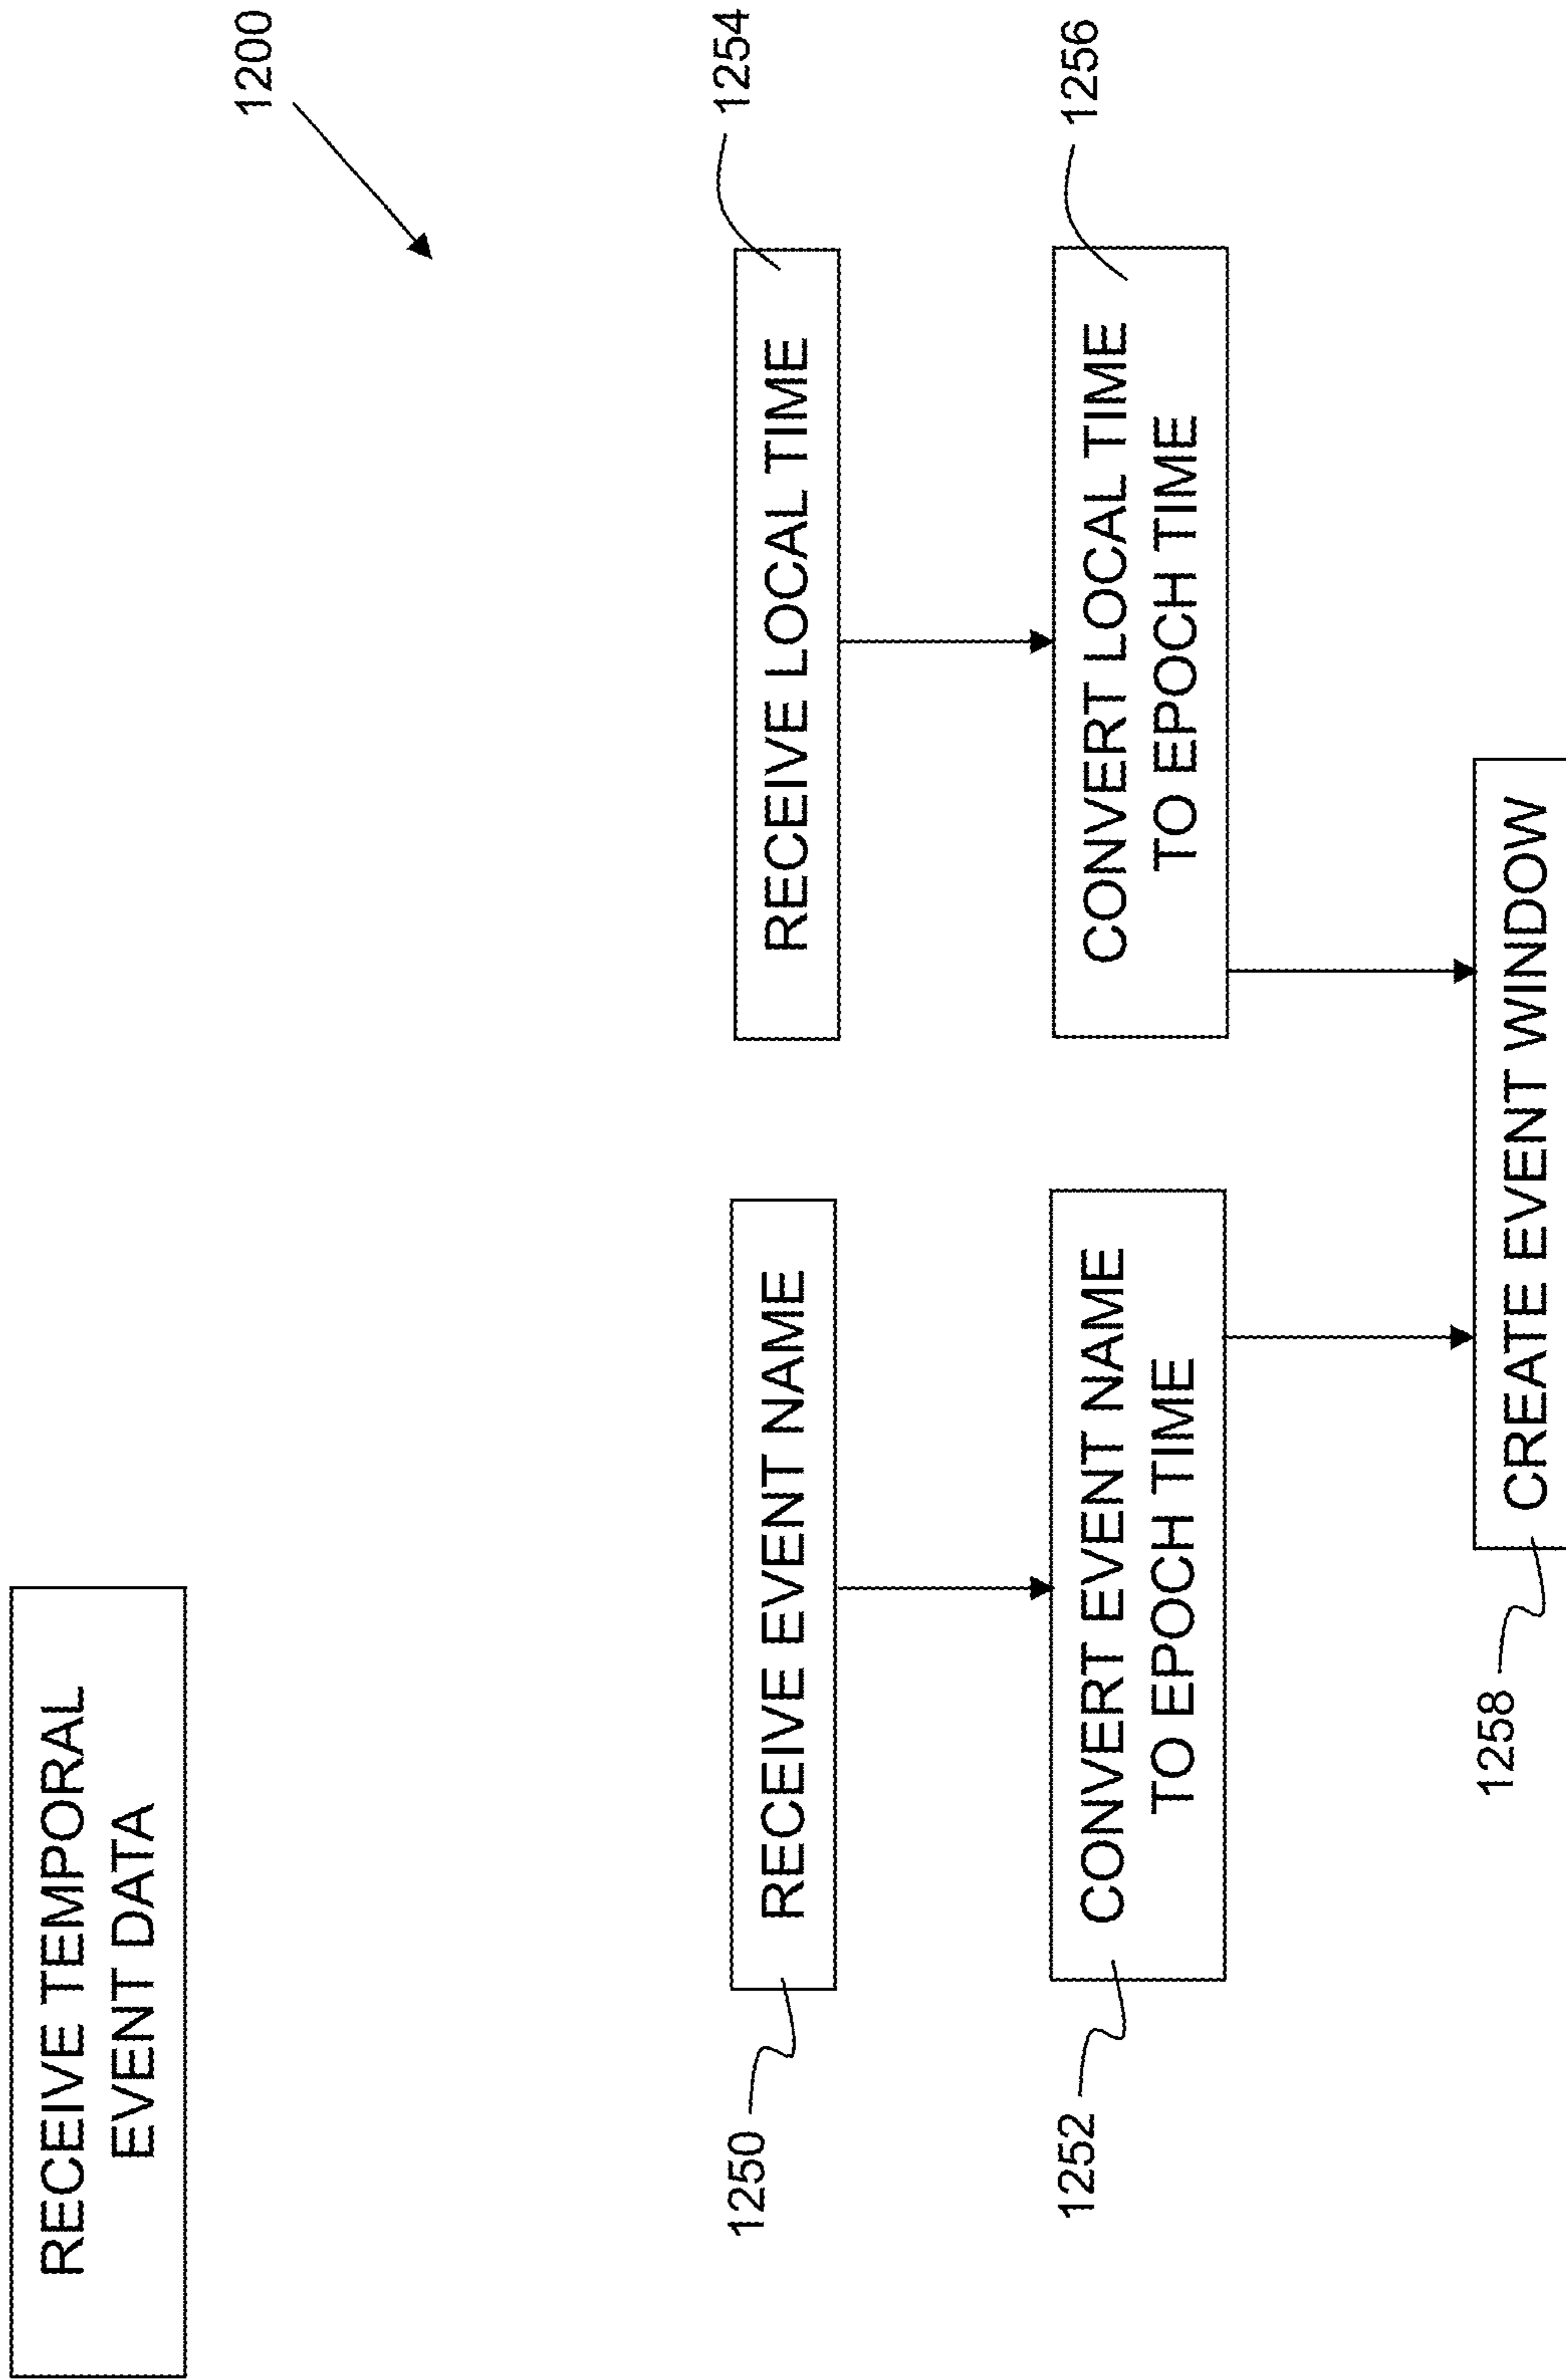 RECEIVE TEMPORAL
EVENT DATA
1200
1250
RECEIVE EVENT NAME
RECEIVE LOCAL TIME
1254
1252
CONVERT EVENT NAME
TO EPOCH TIME
CONVERT LOCAL TIME
TO EPOCH TIME
1256
1258
CREATE EVENT WINDOW